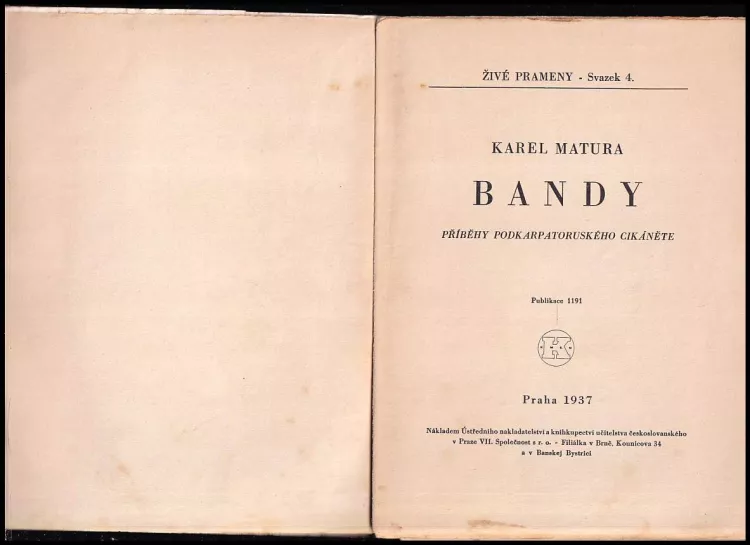 ŽIVÉ PRAMENY - Svazek 4.
KAREL MATURA
BANDY
PŘÍBĚHY PODKARPATORUSKÉHO CIKÁNĚTE
Publikace 1191
Praha 1937
Nákladem Ústředního nakladatelství a knihkupectví učitelstva československého
v Praze VII. Společnost s r. o. - Filiálka v Brně, Kounicova 34
a v Banskej Bystrici